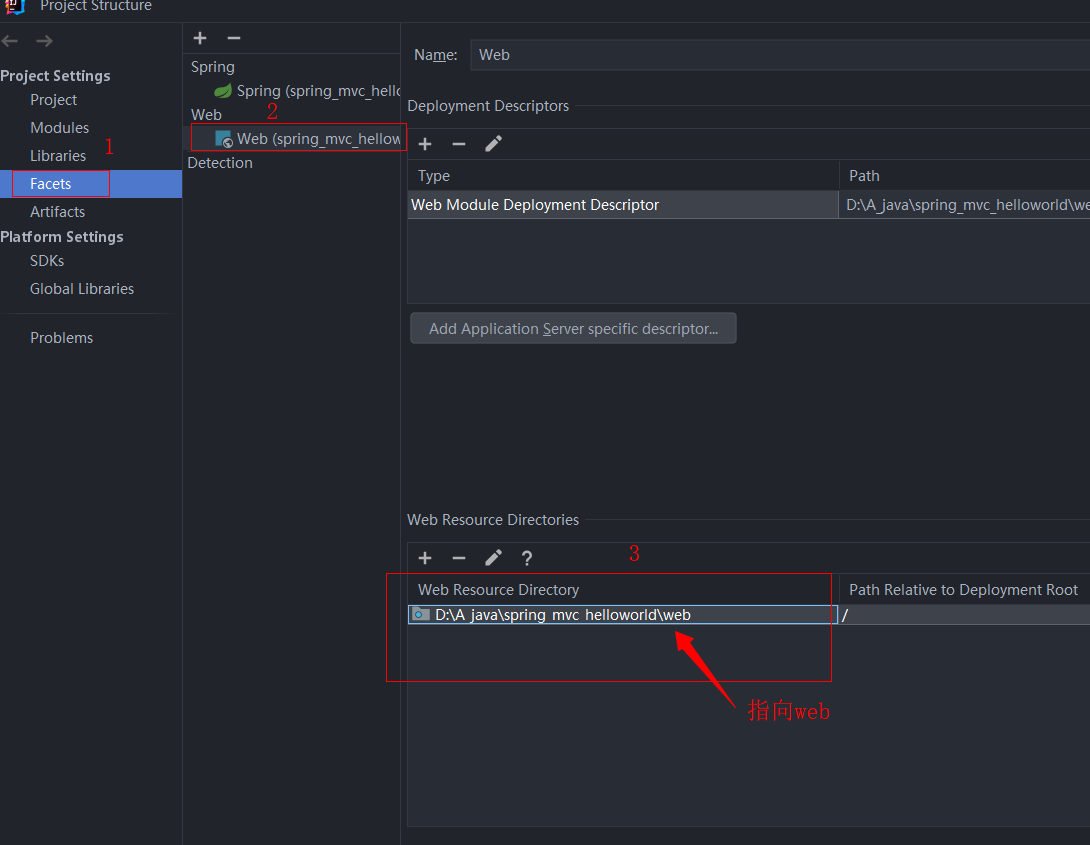 Project Structure
Project Settings
Project
Modules
Libraries
1
Facets
Artifacts
Platform Settings
SDKs
Global Libraries
Problems
Spring
Spring (spring_mvc_hello
Web
2
Web (spring_mvc_hellow
Detection
Name:
Web
Deployment Descriptors
Type
Path
Web Module Deployment Descriptor
D:\A_java\spring_mvc_helloworld\we
Add Application Server specific descriptor...
Web Resource Directories
?
3
Web Resource Directory
Path Relative to Deployment Root
D:\A_java\spring_mvc_helloworld\web
/
指向web